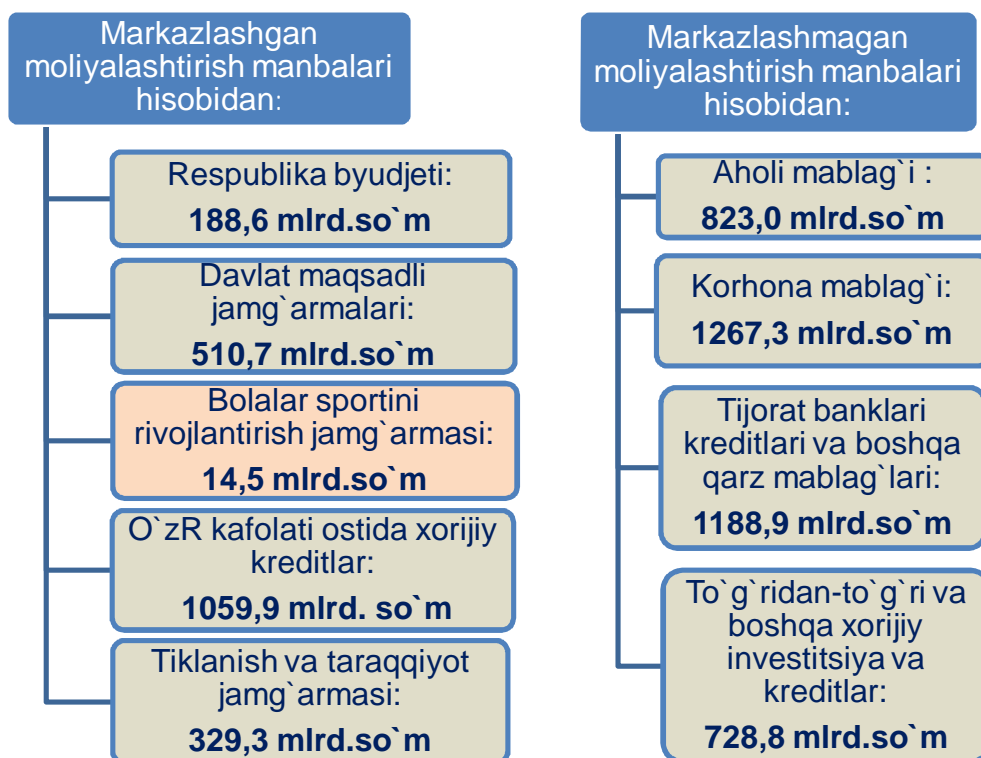 Markazlashgan
moliyalashtirish manbalari
hisobidan:
Respublika byudjeti:
188,6 mlrd.so`m
Davlat maqsadli
jamg`armalari:
510,7 mlrd.so`m
Bolalar sportini
rivojlantirish jamg`armasi:
14,5 mlrd.so`m
O`zR kafolati ostida xorijiy
kreditlar:
1059,9 mlrd. so`m
Tiklanish va taraqqiyot
jamg`armasi:
329,3 mlrd.so`m
Markazlashmagan
moliyalashtirish manbalari
hisobidan:
Aholi mablag`i :
823,0 mlrd.so`m
Korhona mablag`i:
1267,3 mlrd.so`m
Tijorat banklari
kreditlari va boshqa
qarz mablag`lari:
1188,9 mlrd.so`m
To`g`ridan-to`g`ri va
boshqa xorijiy
investitsiya va
kreditlar:
728,8 mlrd.so`m